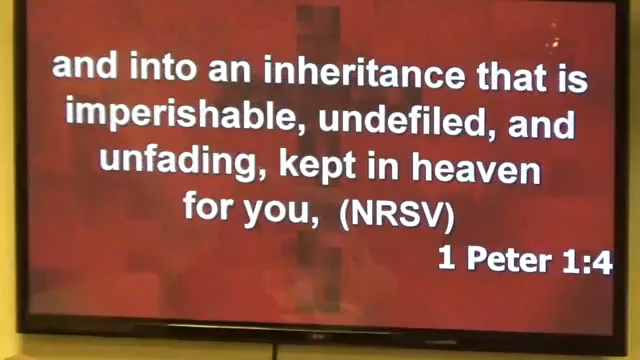 and into an inheritance that is
imperishable, undefiled, and
unfading, kept in heaven
for you, (NRSV)
1 Peter 1:4